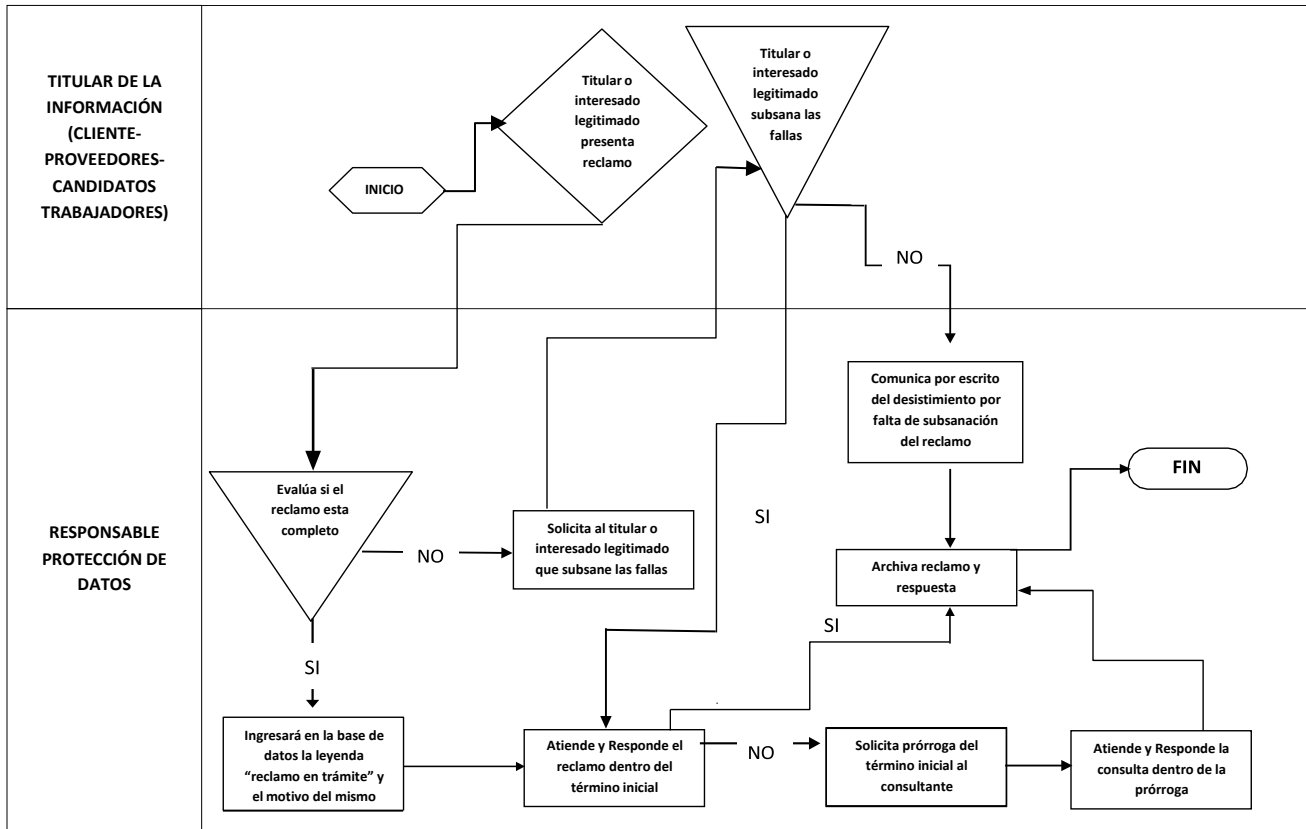 TITULAR DE LA
INFORMACIÓN
(CLIENTE-
PROVEEDORES-
CANDIDATOS
TRABAJADORES)
INICIO
Titular o
interesado
legitimado
presenta
reclamo
Titular o
interesado
legitimado
subsana las
fallas
NO
RESPONSABLE
PROTECCIÓN DE
DATOS
Evalúa si el
reclamo esta
completo
NO
Solicita al titular o
interesado legitimado
que subsane las fallas
SI
Comunica por escrito
del desistimiento por
falta de subsanación
del reclamo
FIN
Archiva reclamo y
respuesta
SI
SI
Ingresará en la base de
datos la leyenda
“reclamo en trámite” y
el motivo del mismo
Atiende y Responde el
reclamo dentro del
término inicial
NO
Solicita prórroga del
término inicial al
consultante
Atiende y Responde la
consulta dentro de la
prórroga